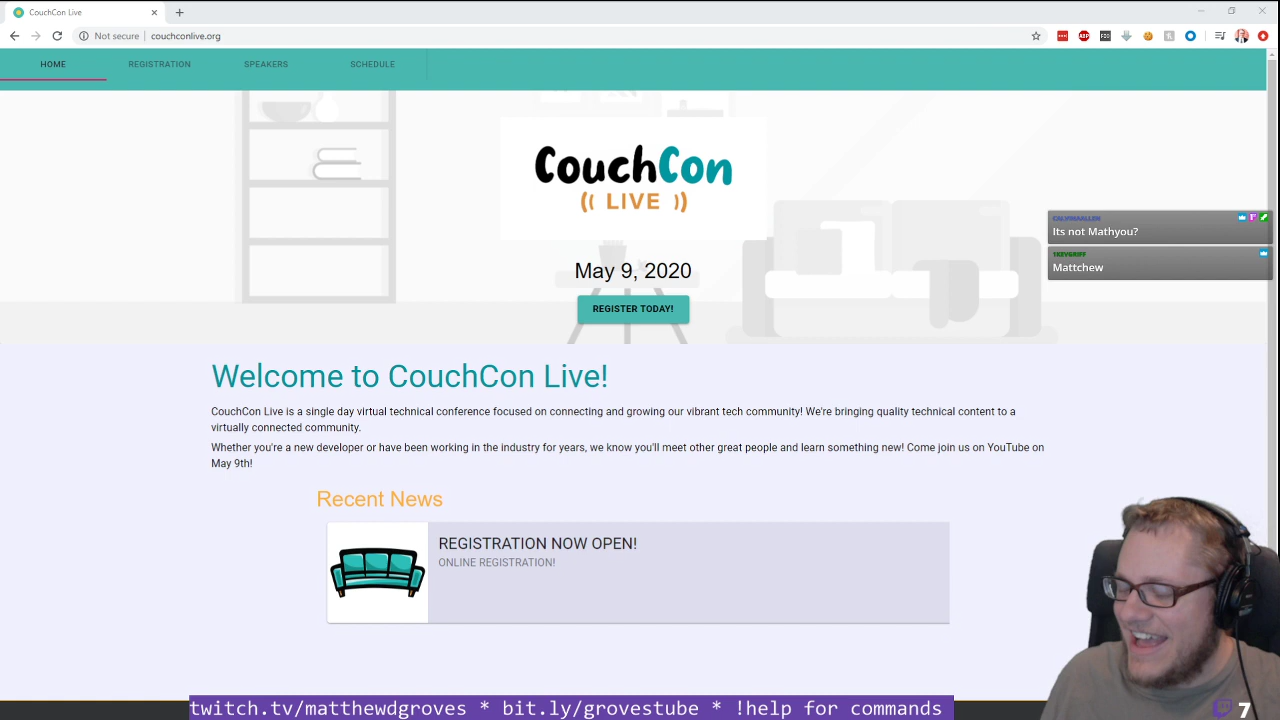 CouchCon Live
Not secure
couchconlive.org
HOME
REGISTRATION
SPEAKERS
SCHEDULE
CouchCon
(( LIVE ))
May 9, 2020
REGISTER TODAY!
CALVINAALLEN
Its not Mathyou?
1KEVGRIFF
Mattchew
Welcome to CouchCon Live!
CouchCon Live is a single day virtual technical conference focused on connecting and growing our vibrant tech community! We're bringing quality technical content to a
virtually connected community.
Whether you're a new developer or have been working in the industry for years, we know you'll meet other great people and learn something new! Come join us on YouTube on
May 9th!
Recent News
REGISTRATION NOW OPEN!
ONLINE REGISTRATION!
twitch.tv/matthewdgroves * bit.ly/grovestube * !help for commands
7